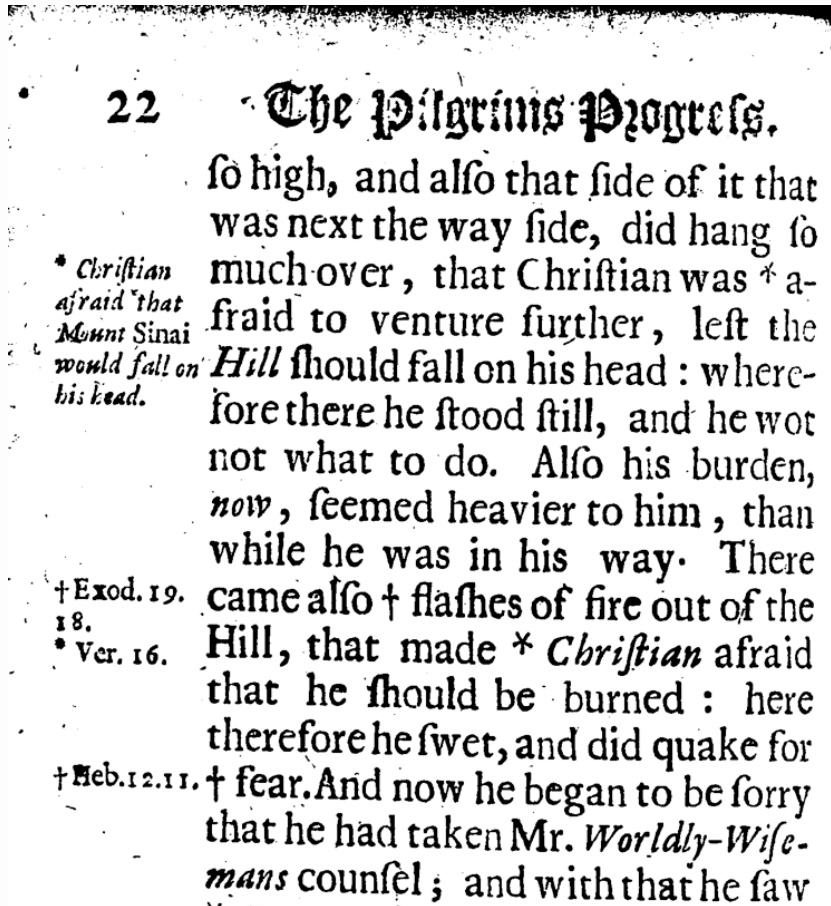 22 The Pilgrims Progreſs.
ſo high, and alſo that ſide of it that
was next the way ſide, did hang ſo
* Chriſtian
afraid that
Mount Sinai
would fall on
his head.
much over, that Chriſtian was * a-
fraid to venture further, leſt the
Hill ſhould fall on his head : where-
fore there he ſtood ſtill, and he wot
not what to do. Alſo his burden,
now, ſeemed heavier to him, than
while he was in his way. There
† Exod. 19.
18.
* Ver. 16.
came alſo † flaſhes of fire out of the
Hill, that made * Chriſtian afraid
that he ſhould be burned : here
therefore he ſwet, and did quake for
† Heb.12.11.
† fear. And now he began to be ſorry
that he had taken Mr. Worldly-Wiſe-
mans counſel ; and with that he ſaw